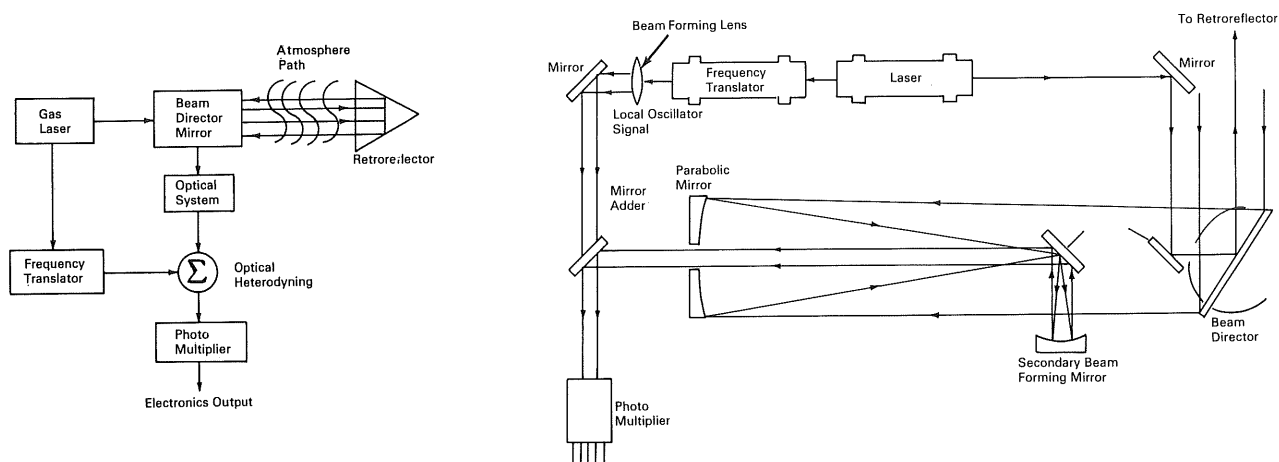 Gas
Laser
Beam
Director
Mirror
Atmosphere
Path
Retroreflector
Optical
System
Frequency
Translator
Σ
Optical
Heterodyning
Photo
Multiplier
Electronics Output
Beam Forming Lens
To Retroreflector
Mirror
Frequency
Translator
Laser
Mirror
Local Oscillator
Signal
Parabolic
Mirror
Mirror
Adder
Beam
Director
Secondary Beam
Forming Mirror
Photo
Multiplier